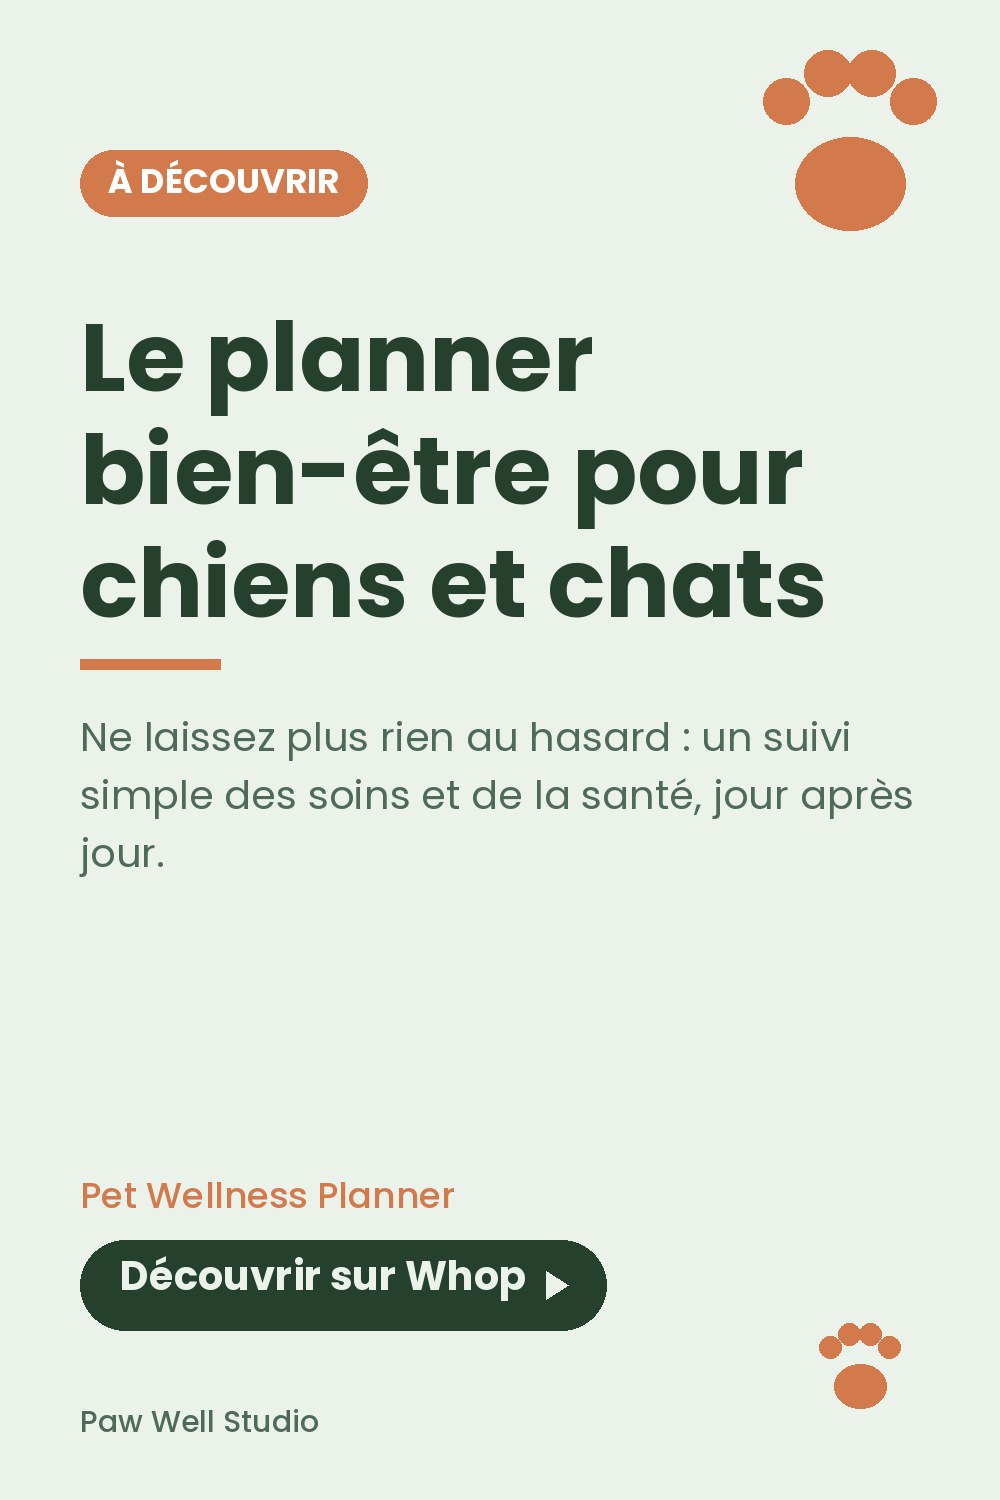 À DÉCOUVRIR
Le planner
bien-être pour
chiens et chats
Ne laissez plus rien au hasard : un suivi
simple des soins et de la santé, jour après
jour.
Pet Wellness Planner
Découvrir sur Whop
Paw Well Studio